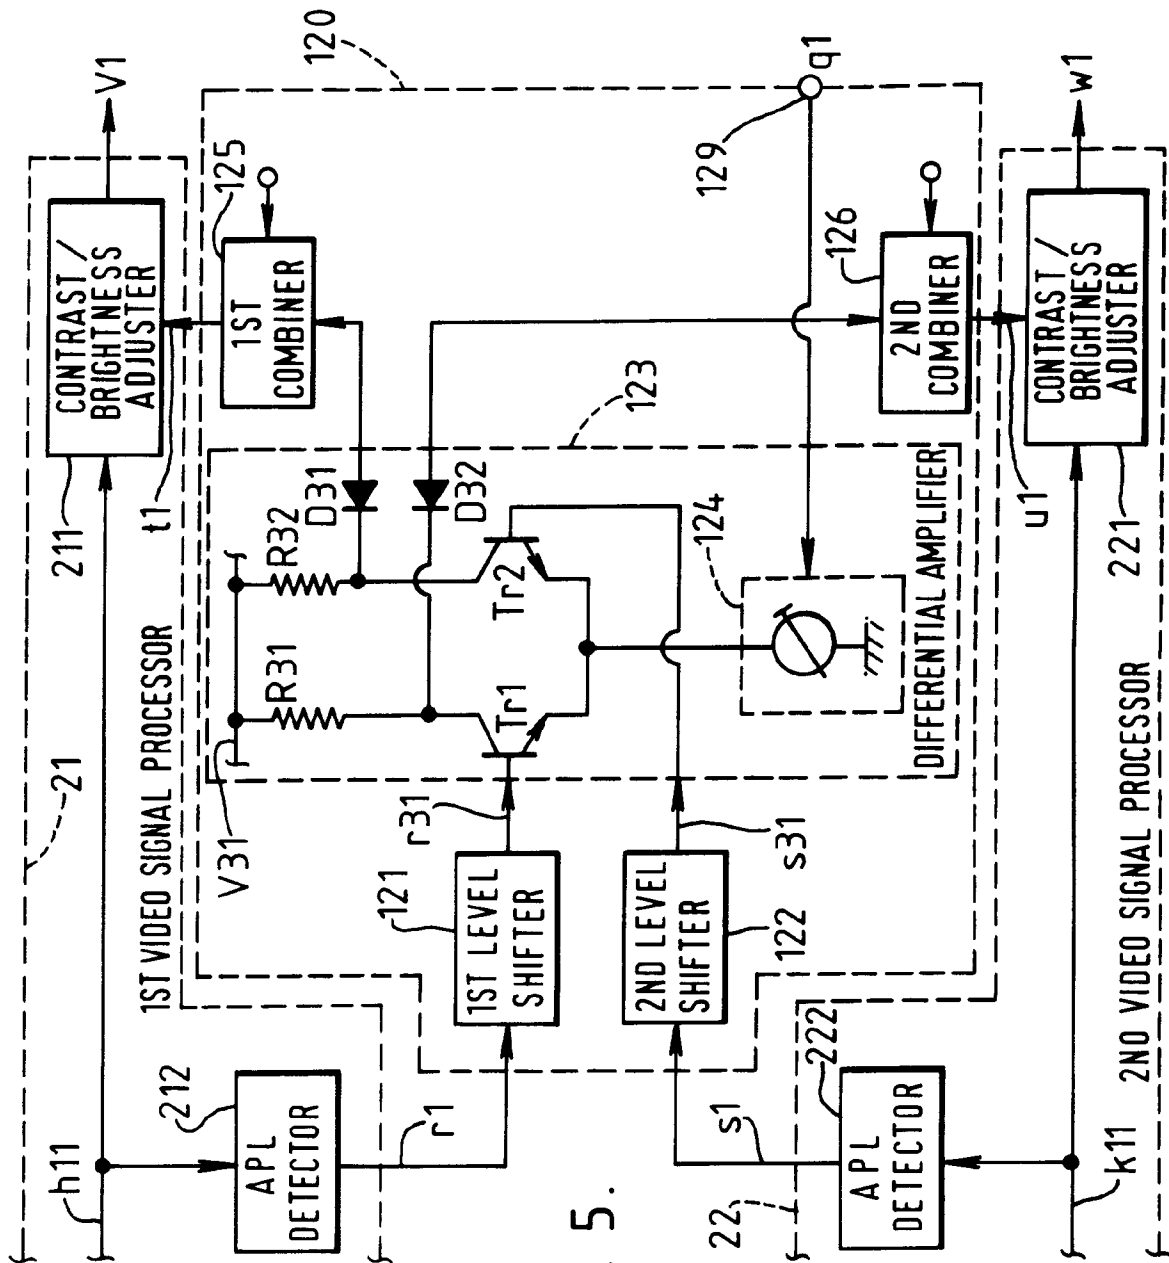 120
V1
q1
w1
125
129
126
CONTRAST/
BRIGHTNESS
ADJUSTER
1ST
COMBINER
2ND
COMBINER
CONTRAST/
BRIGHTNESS
ADJUSTER
211
t1
123
u1
221
D31
D32
R32
R31
Tr2
Tr1
124
DIFFERENTIAL AMPLIFIER
21
1ST VIDEO SIGNAL PROCESSOR
V31
r31
s31
121
1ST LEVEL
SHIFTER
2ND LEVEL
SHIFTER
122
2NO VIDEO SIGNAL PROCESSOR
212
APL
DETECTOR
r1
s1
222
APL
DETECTOR
h11
5.
22
k11